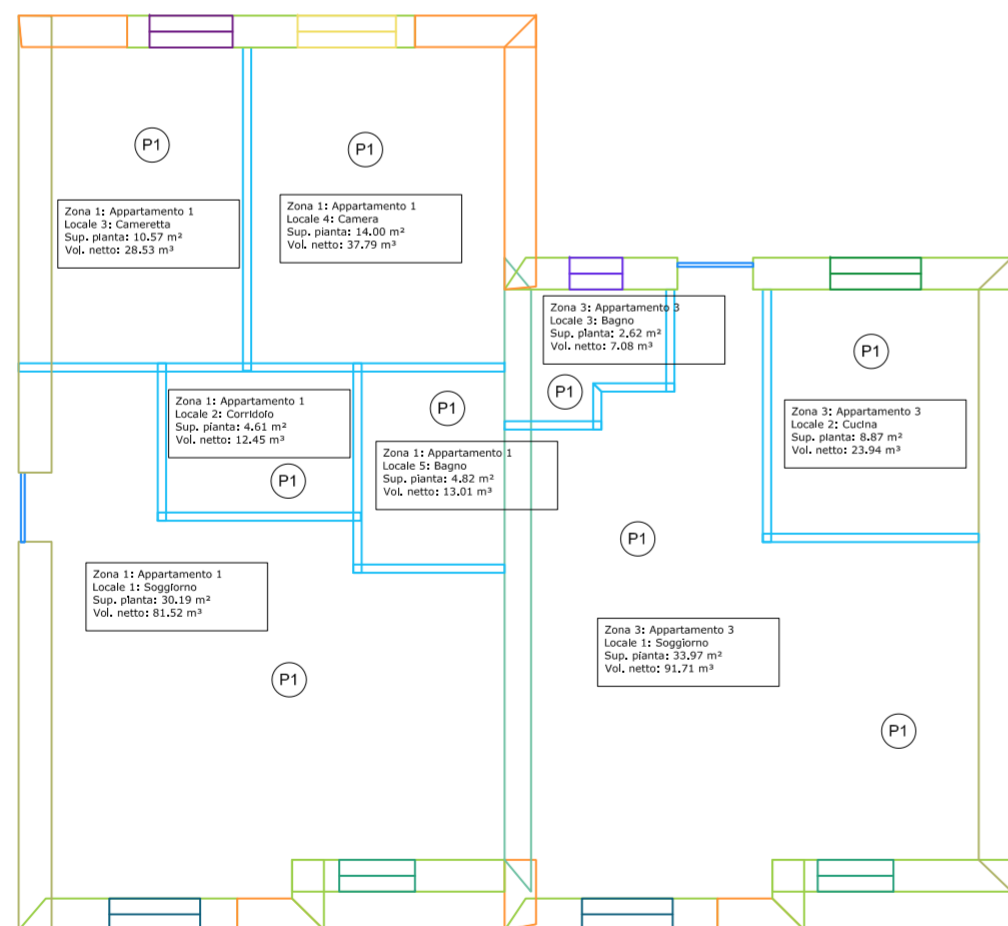 P1
P1
Zona 1: Appartamento 1
Locale 3: Cameretta
Sup. pianta: 10.57 m²
Vol. netto: 28.53 m³
Zona 1: Appartamento 1
Locale 4: Camera
Sup. pianta: 14.00 m²
Vol. netto: 37.79 m³
Zona 3: Appartamento 3
Locale 3: Bagno
Sup. pianta: 2.62 m²
Vol. netto: 7.08 m³
P1
P1
Zona 1: Appartamento 1
Locale 2: Corridoio
Sup. pianta: 4.61 m²
Vol. netto: 12.45 m³
P1
P1
Zona 1: Appartamento 1
Locale 5: Bagno
Sup. pianta: 4.82 m²
Vol. netto: 13.01 m³
Zona 3: Appartamento 3
Locale 2: Cucina
Sup. pianta: 8.87 m²
Vol. netto: 23.94 m³
P1
Zona 1: Appartamento 1
Locale 1: Soggiorno
Sup. pianta: 30.19 m²
Vol. netto: 81.52 m³
Zona 3: Appartamento 3
Locale 1: Soggiorno
Sup. pianta: 33.97 m²
Vol. netto: 91.71 m³
P1
P1